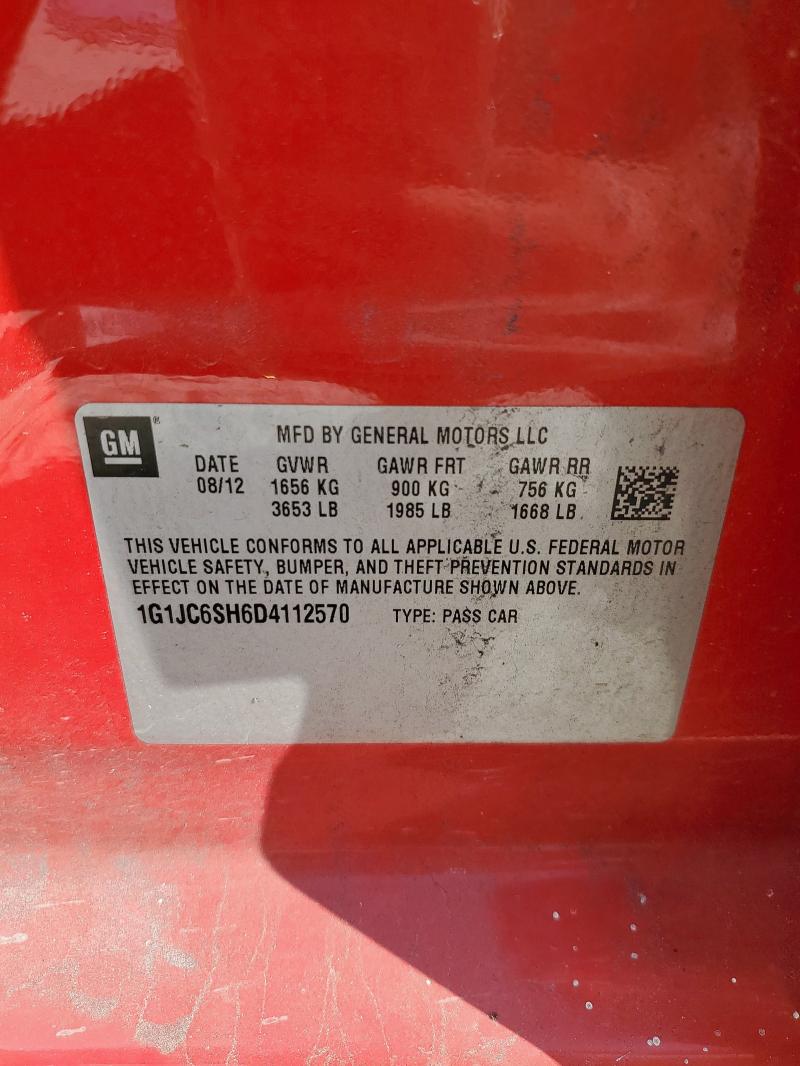 GM ®
MFD BY GENERAL MOTORS LLC
DATE GVWR GAWR FRT GAWR RR
08/12 1656 KG 900 KG 756 KG
3653 LB 1985 LB 1668 LB
THIS VEHICLE CONFORMS TO ALL APPLICABLE U.S. FEDERAL MOTOR
VEHICLE SAFETY, BUMPER, AND THEFT PREVENTION STANDARDS IN
EFFECT ON THE DATE OF MANUFACTURE SHOWN ABOVE.
1G1JC6SH6D4112570 TYPE: PASS CAR